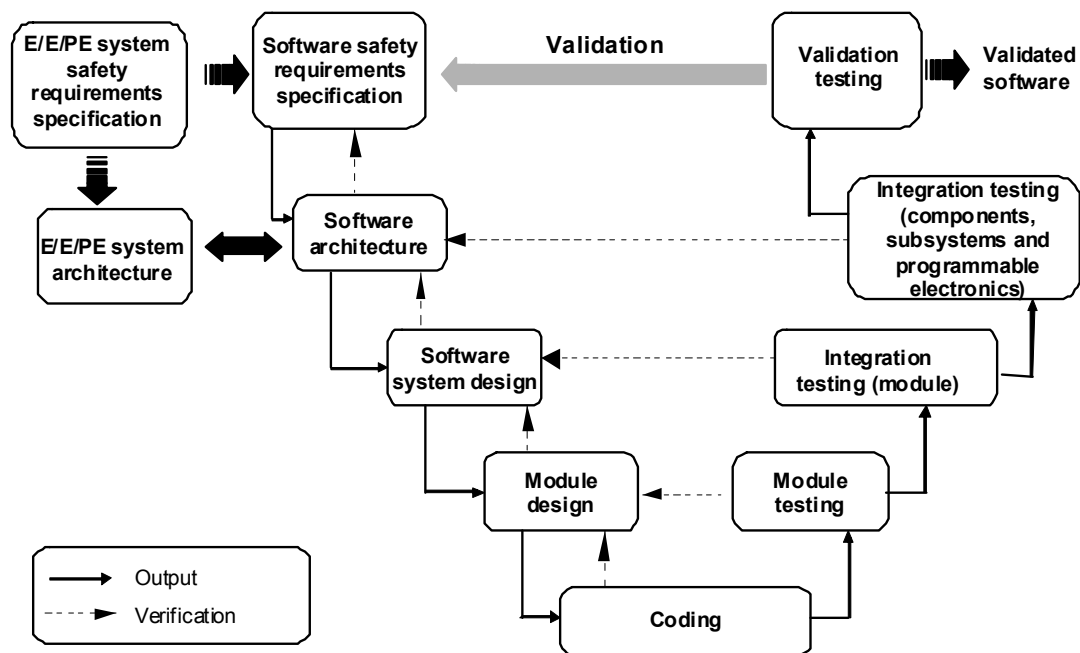 E/E/PE system
safety
requirements
specification
Software safety
requirements
specification
Validation
Validation
testing
Validated
software
E/E/PE system
architecture
Software
architecture
Integration testing
(components,
subsystems and
programmable
electronics)
Software
system design
Integration
testing (module)
Module
design
Module
testing
Coding
Output
Verification